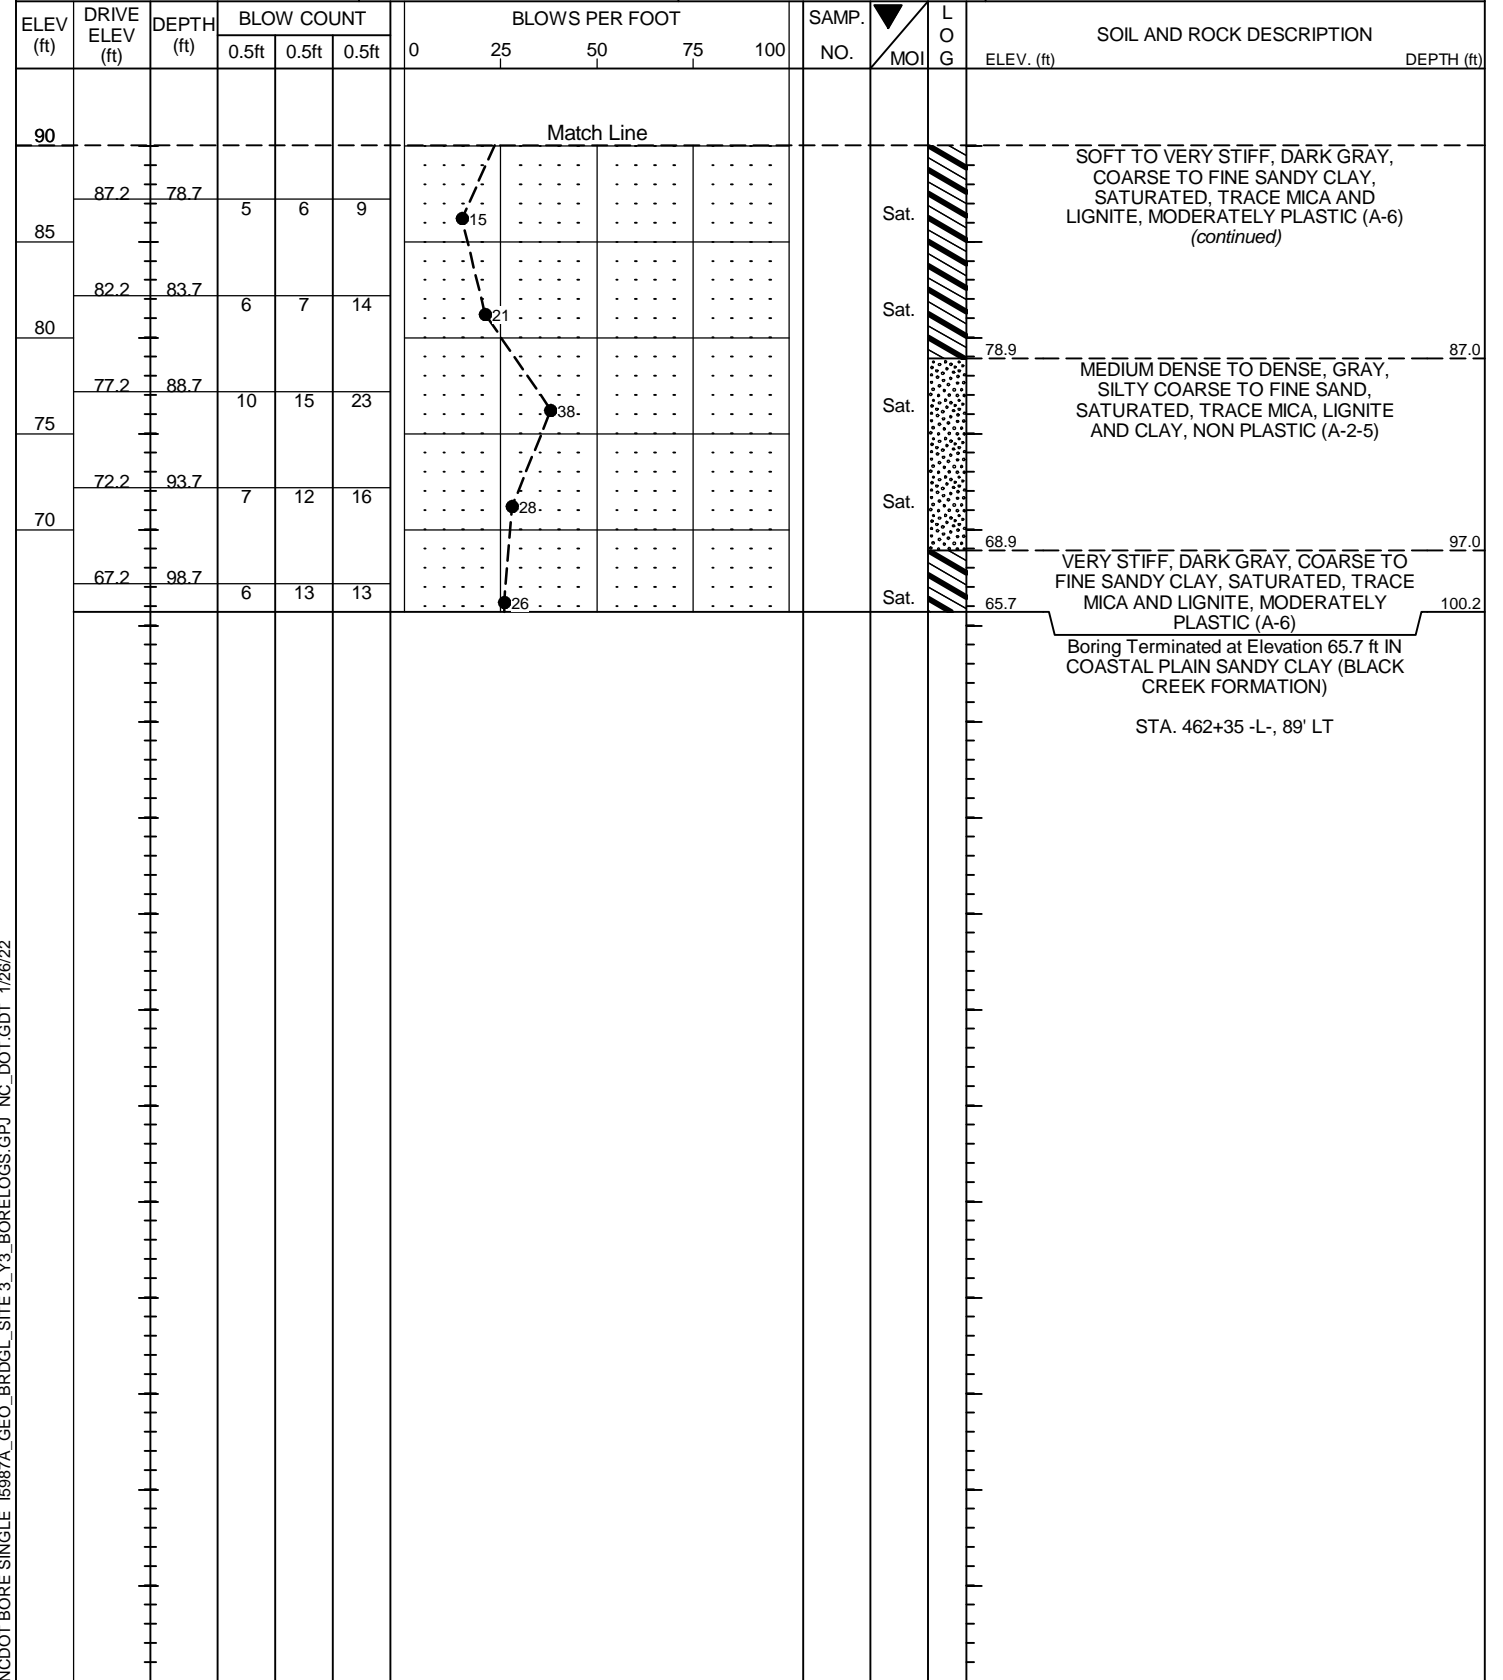 ELEV (ft)
DRIVE ELEV (ft)
DEPTH (ft)
BLOW COUNT
0.5ft 0.5ft 0.5ft
BLOWS PER FOOT
0 25 50 75 100
SAMP. NO.
MOI
L O G
SOIL AND ROCK DESCRIPTION
ELEV. (ft) DEPTH (ft)
90
Match Line
SOFT TO VERY STIFF, DARK GRAY,
COARSE TO FINE SANDY CLAY,
SATURATED, TRACE MICA AND
LIGNITE, MODERATELY PLASTIC (A-6)
(continued)
87.2 78.7
5 6 9
15
Sat.
85
82.2 83.7
6 7 14
21
Sat.
80
78.9 87.0
MEDIUM DENSE TO DENSE, GRAY,
SILTY COARSE TO FINE SAND,
SATURATED, TRACE MICA, LIGNITE
AND CLAY, NON PLASTIC (A-2-5)
77.2 88.7
10 15 23
38
Sat.
75
72.2 93.7
7 12 16
28
Sat.
70
68.9 97.0
VERY STIFF, DARK GRAY, COARSE TO
FINE SANDY CLAY, SATURATED, TRACE
MICA AND LIGNITE, MODERATELY
PLASTIC (A-6)
67.2 98.7
6 13 13
26
Sat.
65.7 100.2
Boring Terminated at Elevation 65.7 ft IN
COASTAL PLAIN SANDY CLAY (BLACK
CREEK FORMATION)
STA. 462+35 -L-, 89' LT
NCDOT BORE SINGLE I5987A_GEO_BRDGL_SITE 3_Y3_BORELOGS.GPJ NC_DOT.GDT 1/26/22